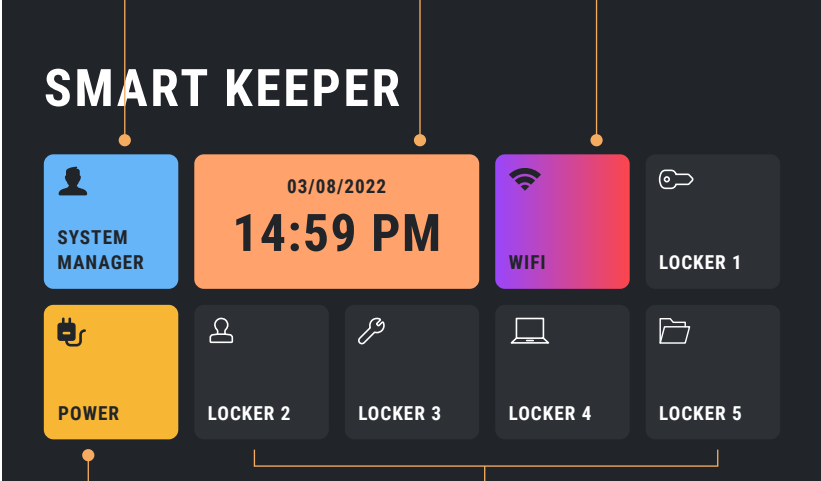 SMART KEEPER
SYSTEM
MANAGER
03/08/2022
14:59 PM
WIFI
LOCKER 1
POWER
LOCKER 2
LOCKER 3
LOCKER 4
LOCKER 5